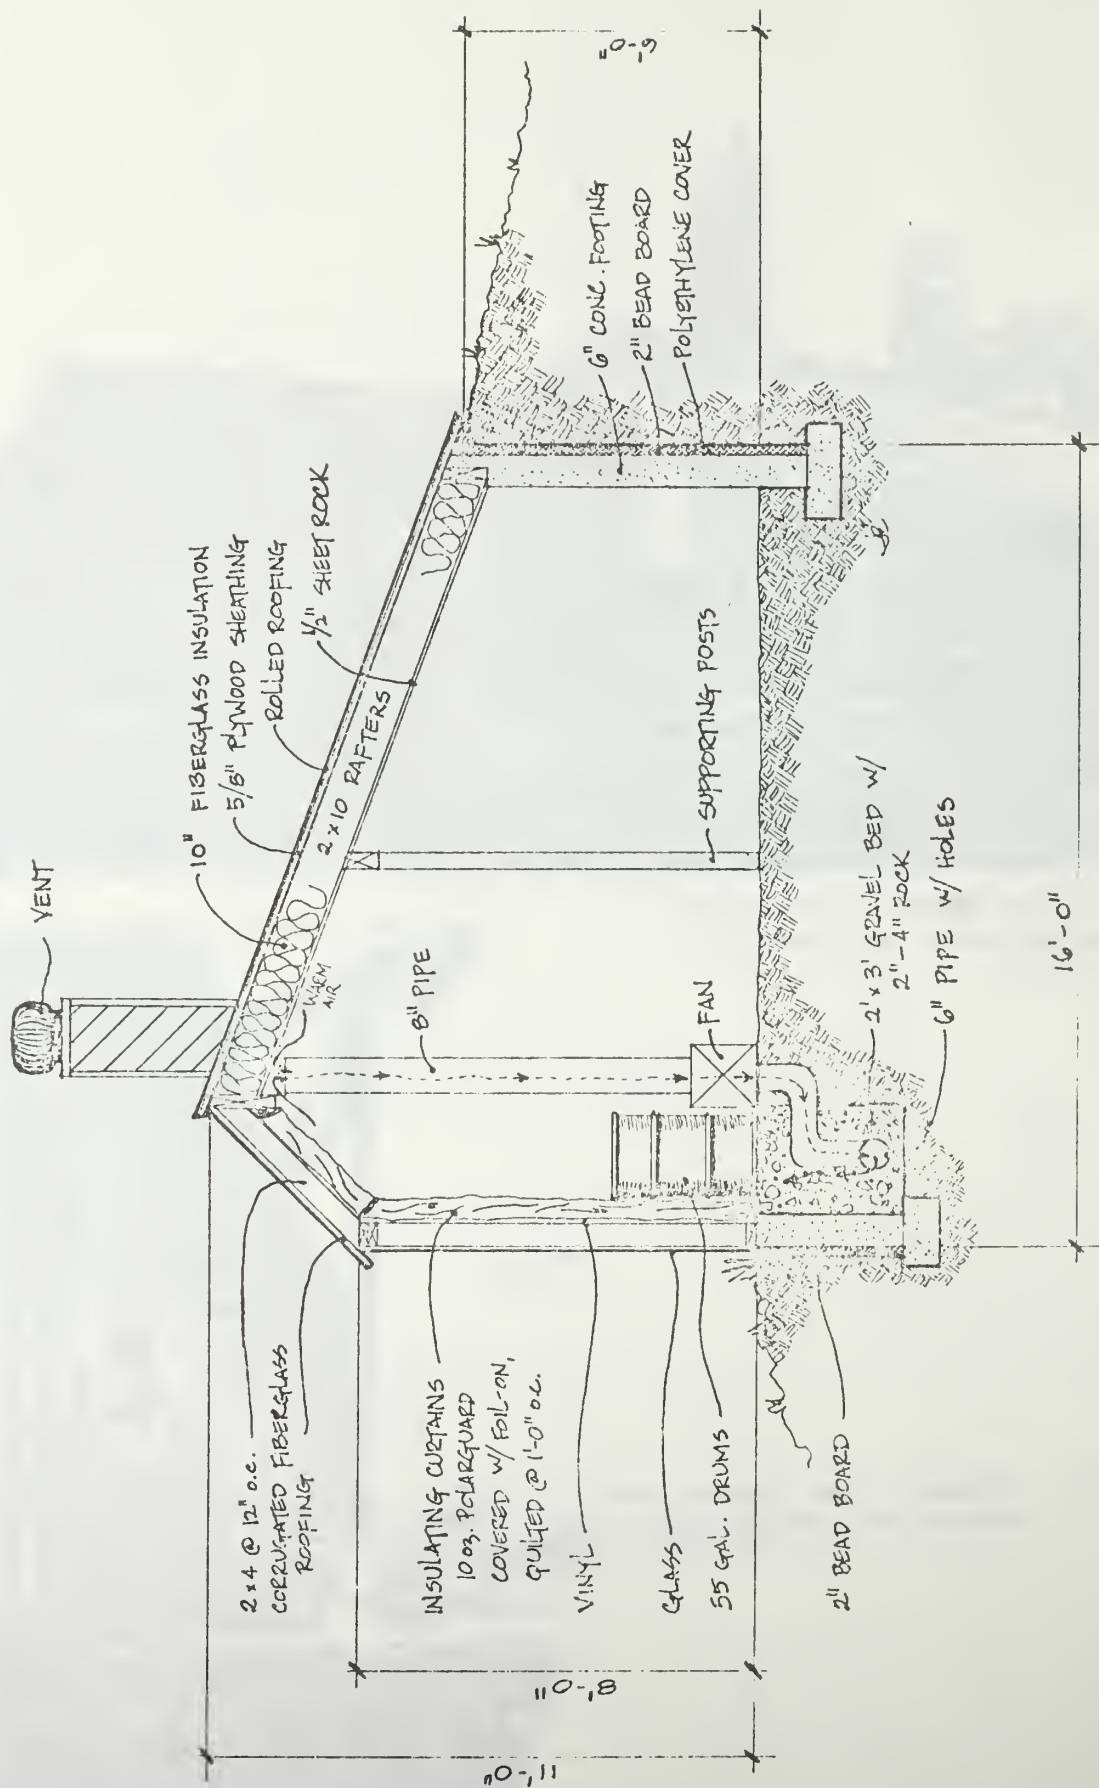 VENT
10" FIBERGLASS INSULATION
5/8" PLYWOOD SHEATHING
ROLLED ROOFING
1/2" SHEET ROCK
2x10 RAFTERS
WARM
AIR
8" PIPE
FAN
SUPPORTING POSTS
6" CONC. FOOTING
2" BEAD BOARD
POLYETHYLENE COVER
6'-0"
2x4 @ 12" o.c.
CORRUGATED FIBERGLASS
ROOFING
INSULATING CURTAINS
10 oz. POLARGUARD
COVERED W/ FOIL-ON,
QUILTED @ 1'-0" o.c.
VINYL
GLASS
55 GAL. DRUMS
2" BEAD BOARD
2' x 3' GRAVEL BED W/
2"-4" ROCK
6" PIPE W/ HOLES
16'-0"
8'-0"
11'-0"